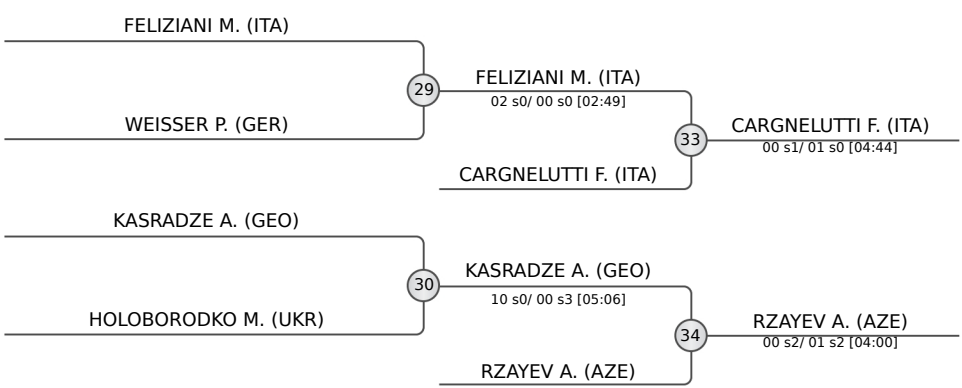 FELIZIANI M. (ITA)
29
WEISSER P. (GER)
FELIZIANI M. (ITA)
02 s0/ 00 s0 [02:49]
33
CARGNELUTTI F. (ITA)
CARGNELUTTI F. (ITA)
00 s1/ 01 s0 [04:44]
KASRADZE A. (GEO)
30
HOLOBORODKO M. (UKR)
KASRADZE A. (GEO)
10 s0/ 00 s3 [05:06]
34
RZAYEV A. (AZE)
RZAYEV A. (AZE)
00 s2/ 01 s2 [04:00]